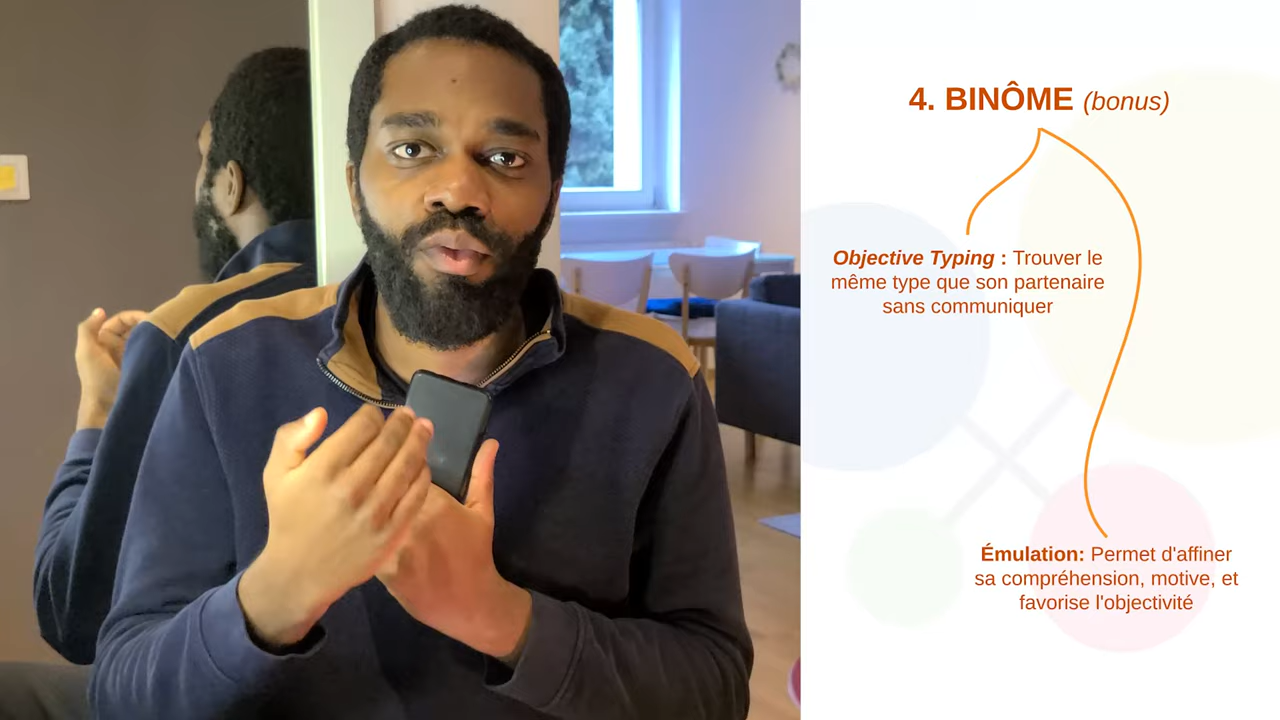 4. BINÔME (bonus)
Objective Typing : Trouver le
même type que son partenaire
sans communiquer
Émulation: Permet d'affiner
sa compréhension, motive, et
favorise l'objectivité